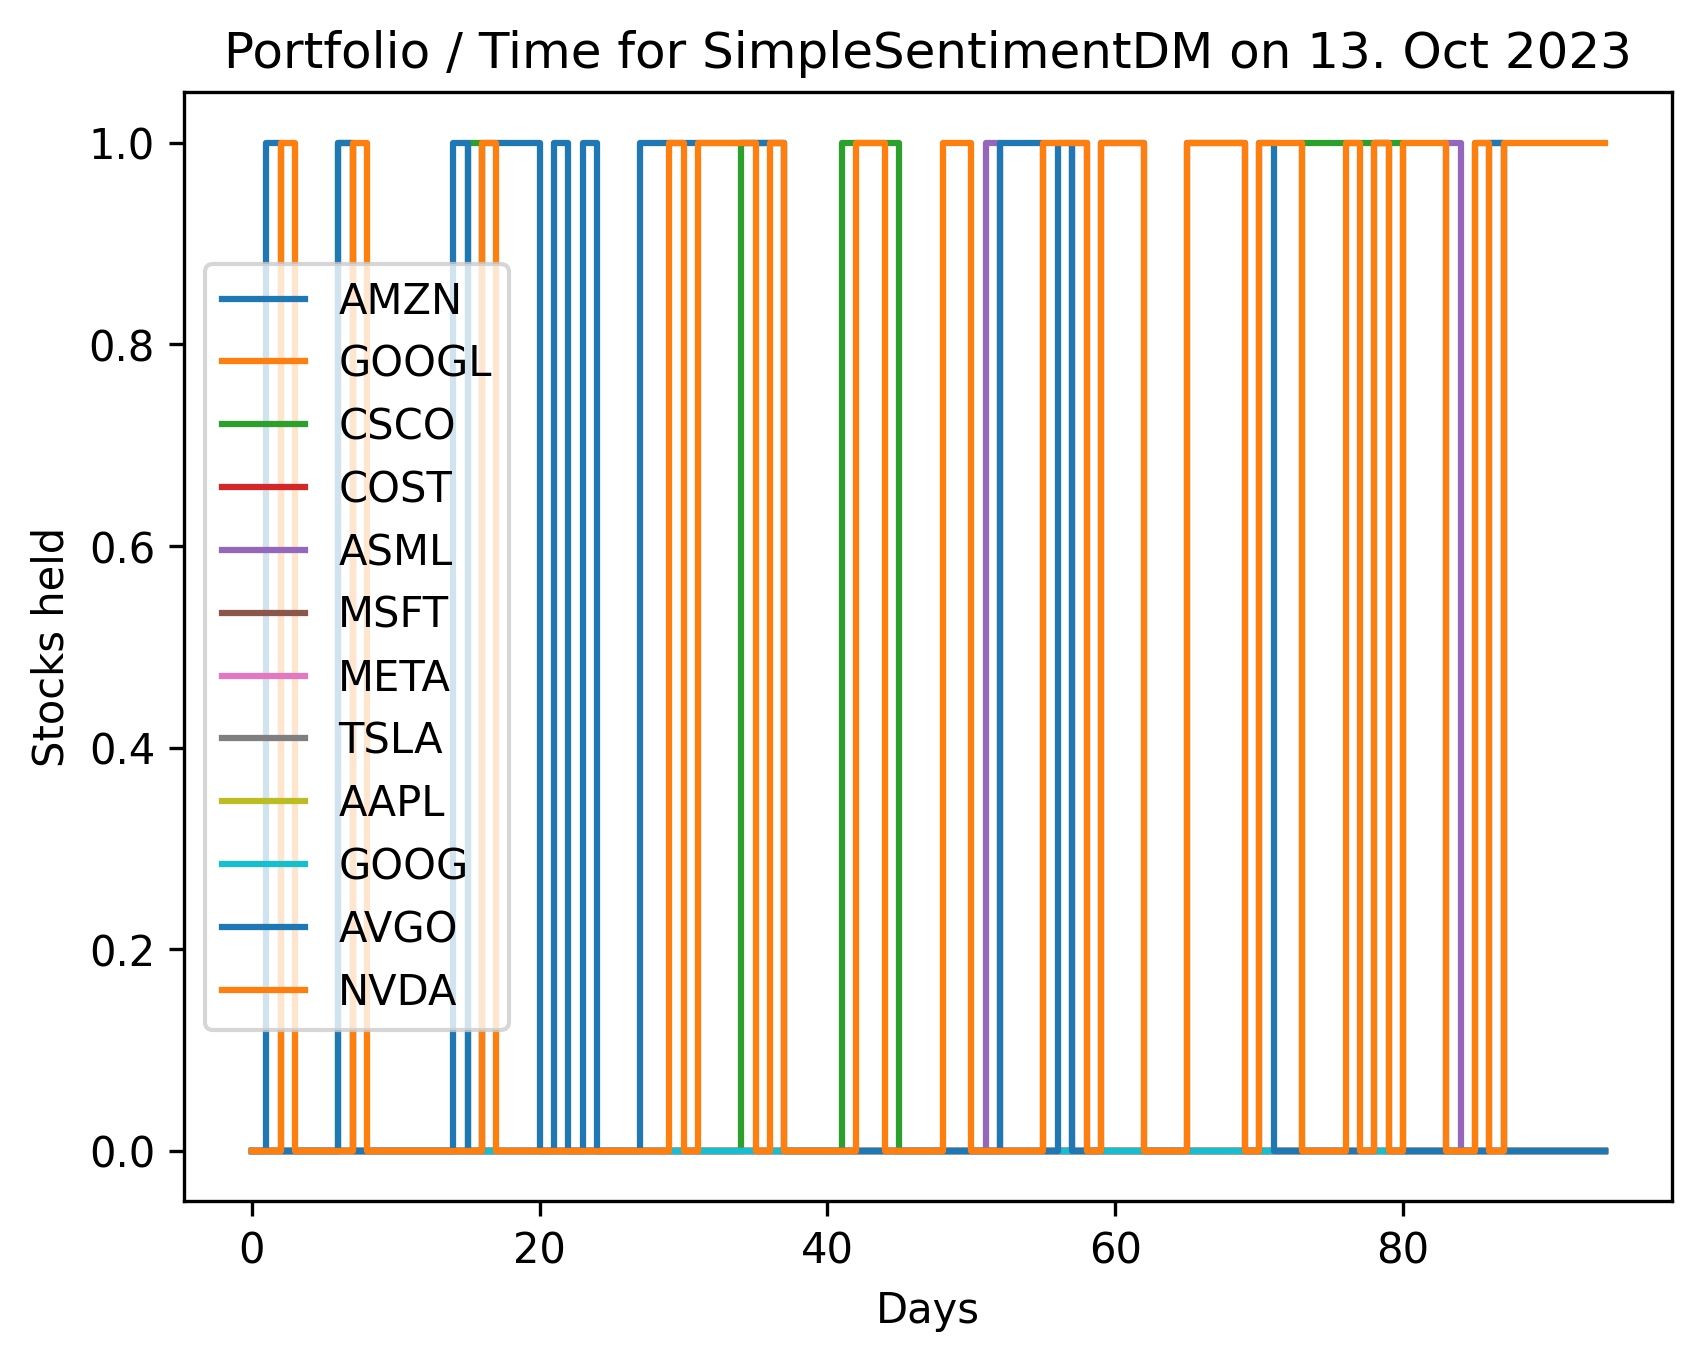 Portfolio / Time for SimpleSentimentDM on 13. Oct 2023
1.0
0.8
0.6
0.4
0.2
0.0
Stocks held
AMZN
GOOGL
CSCO
COST
ASML
MSFT
META
TSLA
AAPL
GOOG
AVGO
NVDA
0 20 40 60 80
Days